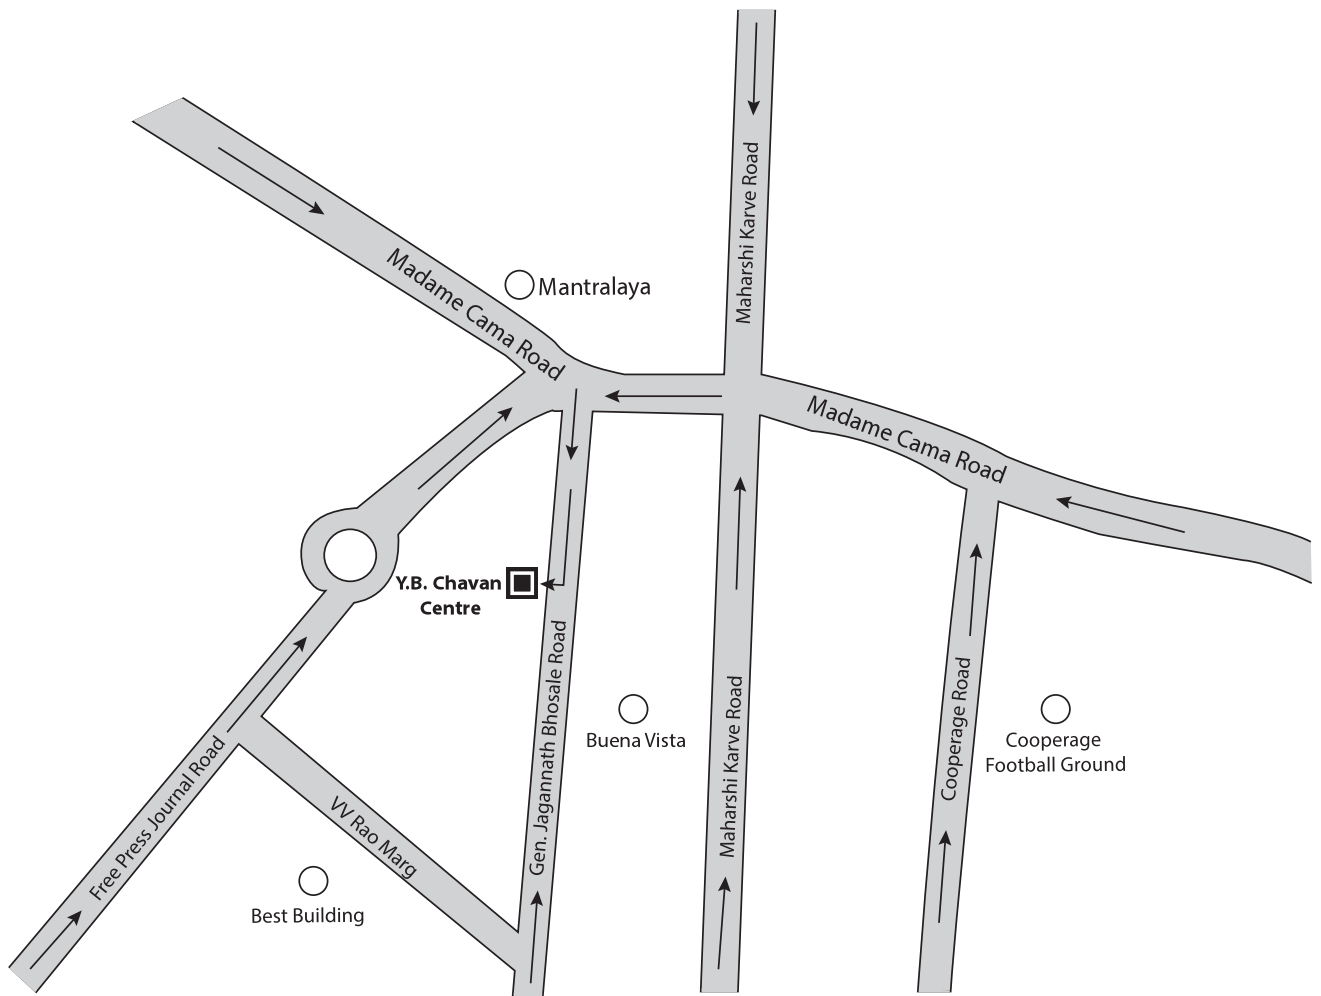 Maharshi Karve Road
Madame Cama Road
Mantralaya
Madame Cama Road
Y.B. Chavan
Centre
Gen. Jagannath Bhosale Road
Buena Vista
Maharshi Karve Road
Cooperage Road
Cooperage
Football Ground
Free Press Journal Road
VV Rao Marg
Best Building